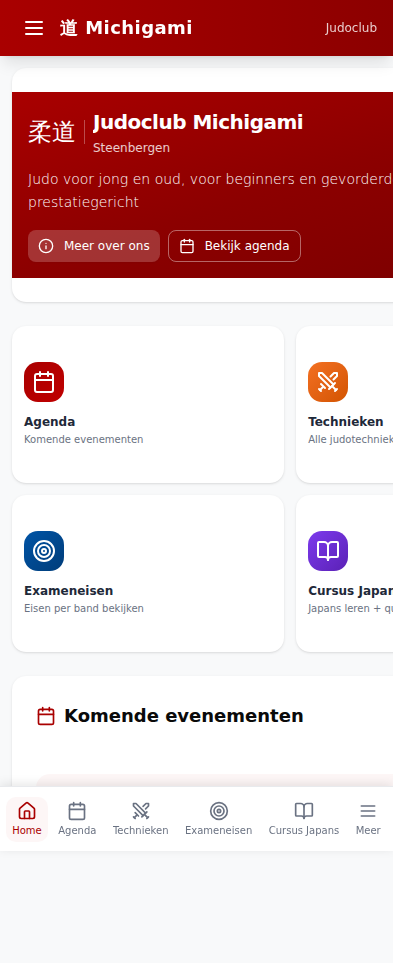 道 Michigami
Judoclub
柔道
Judoclub Michigami
Steenbergen
Judo voor jong en oud, voor beginners en gevorderd
prestatiegericht
Meer over ons
Bekijk agenda
Agenda
Komende evenementen
Technieken
Alle judotechniek
Exameneisen
Eisen per band bekijken
Cursus Japan
Japans leren + qu
Komende evenementen
Home
Agenda
Technieken
Exameneisen
Cursus Japans
Meer